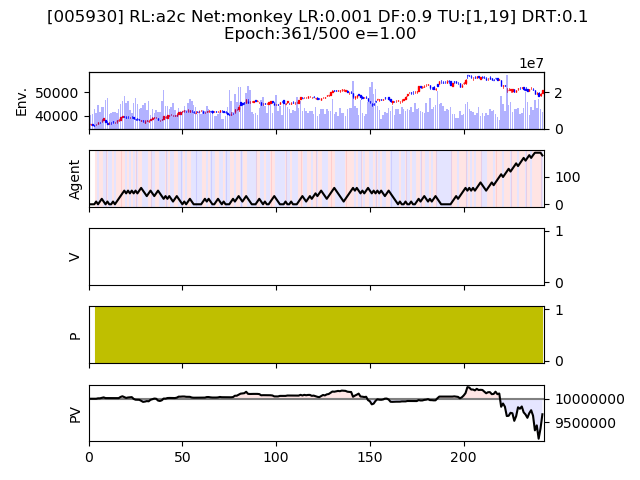 [005930] RL:a2c Net:monkey LR:0.001 DF:0.9 TU:[1,19] DRT:0.1
Epoch:361/500 e=1.00
1e7
Env.
50000
40000
2
0
Agent
100
0
V
1
0
P
1
0
PV
10000000
9500000
0 50 100 150 200